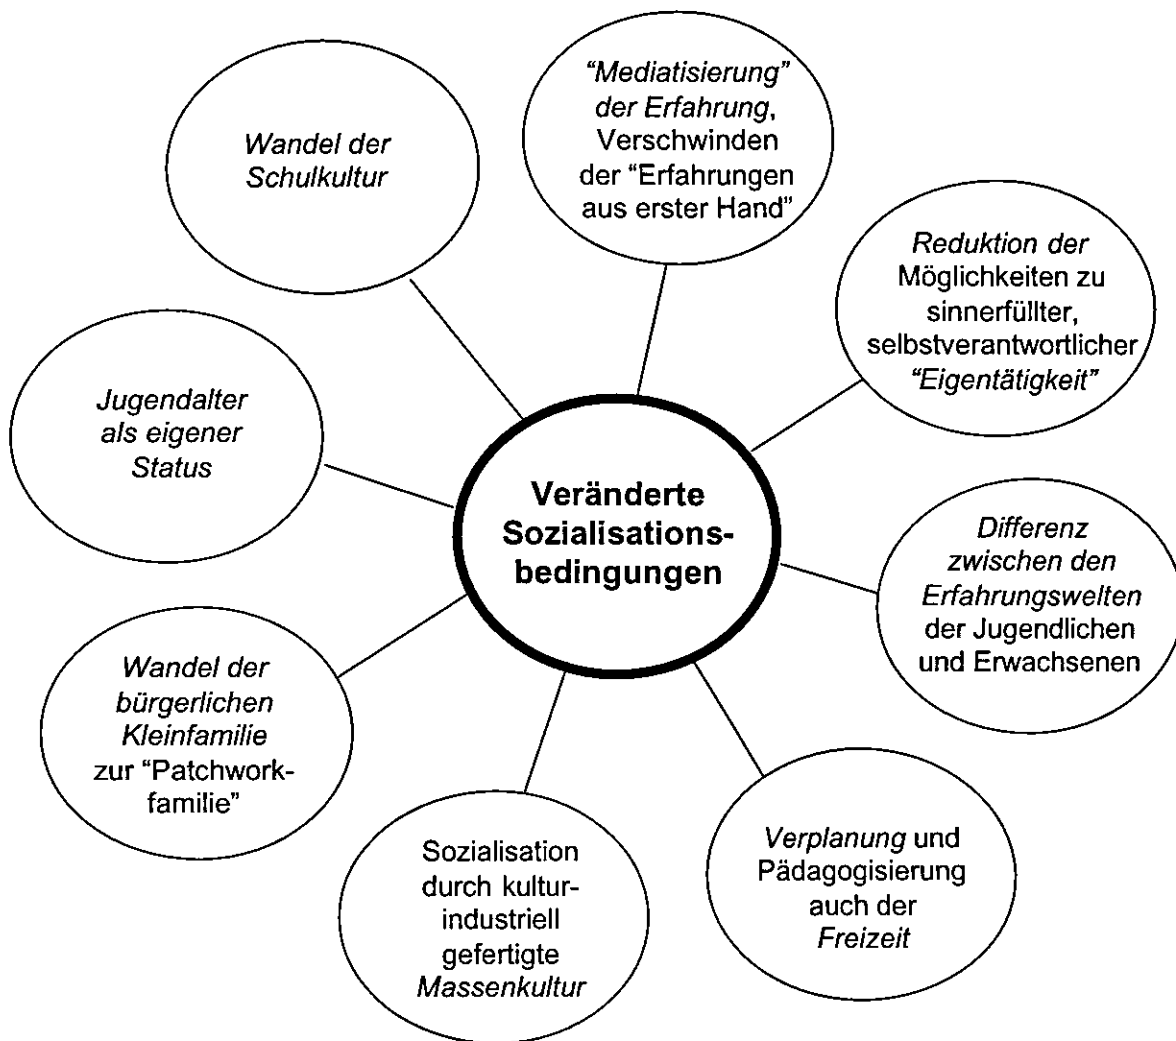 "Mediatisierung"
der Erfahrung,
Verschwinden
der "Erfahrungen
aus erster Hand"
Wandel der
Schulkultur
Reduktion der
Möglichkeiten zu
sinnerfüllter,
selbstverantwortlicher
"Eigentätigkeit"
Jugendalter
als eigener
Status
Veränderte
Sozialisations-
bedingungen
Differenz
zwischen den
Erfahrungswelten
der Jugendlichen
und Erwachsenen
Wandel der
bürgerlichen
Kleinfamilie
zur "Patchwork-
familie"
Sozialisation
durch kultur-
industriell
gefertigte
Massenkultur
Verplanung und
Pädagogisierung
auch der
Freizeit